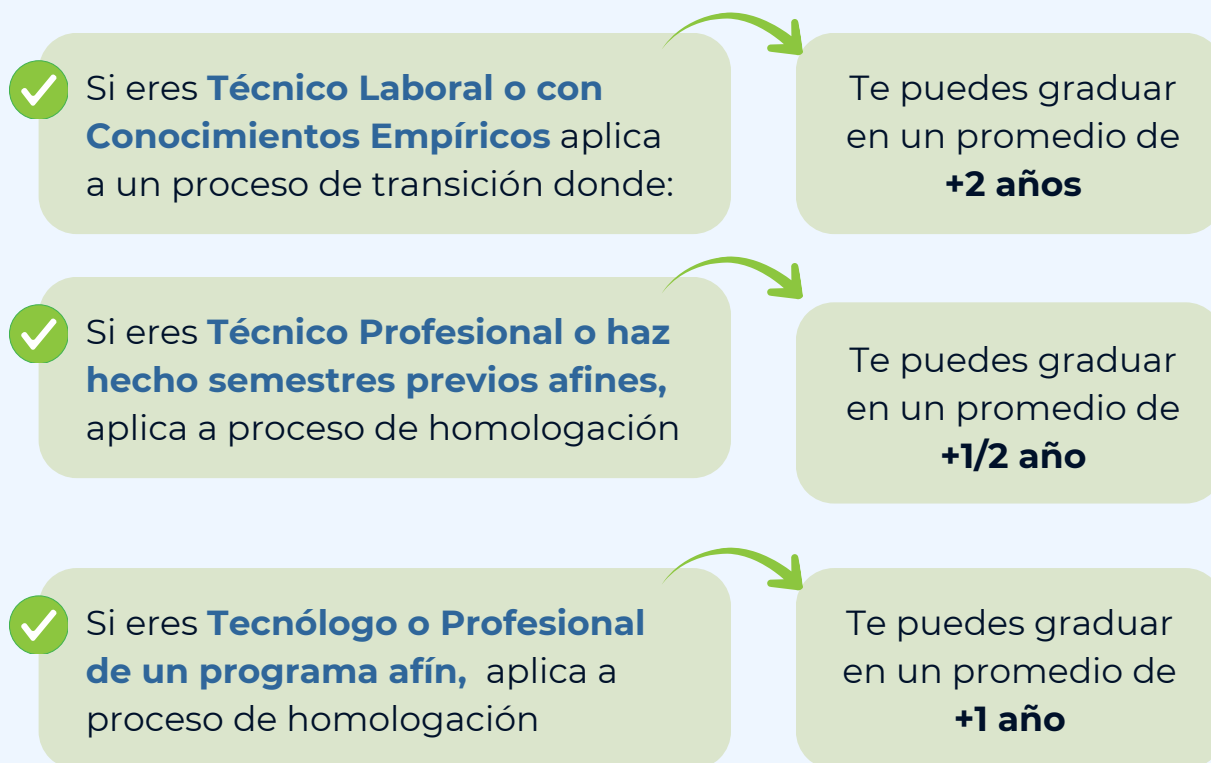 Si eres Técnico Laboral o con
Conocimientos Empíricos aplica
a un proceso de transición donde:
Te puedes graduar
en un promedio de
+2 años
Si eres Técnico Profesional o haz
hecho semestres previos afines,
aplica a proceso de homologación
Te puedes graduar
en un promedio de
+1/2 año
Si eres Tecnólogo o Profesional
de un programa afín, aplica a
proceso de homologación
Te puedes graduar
en un promedio de
+1 año